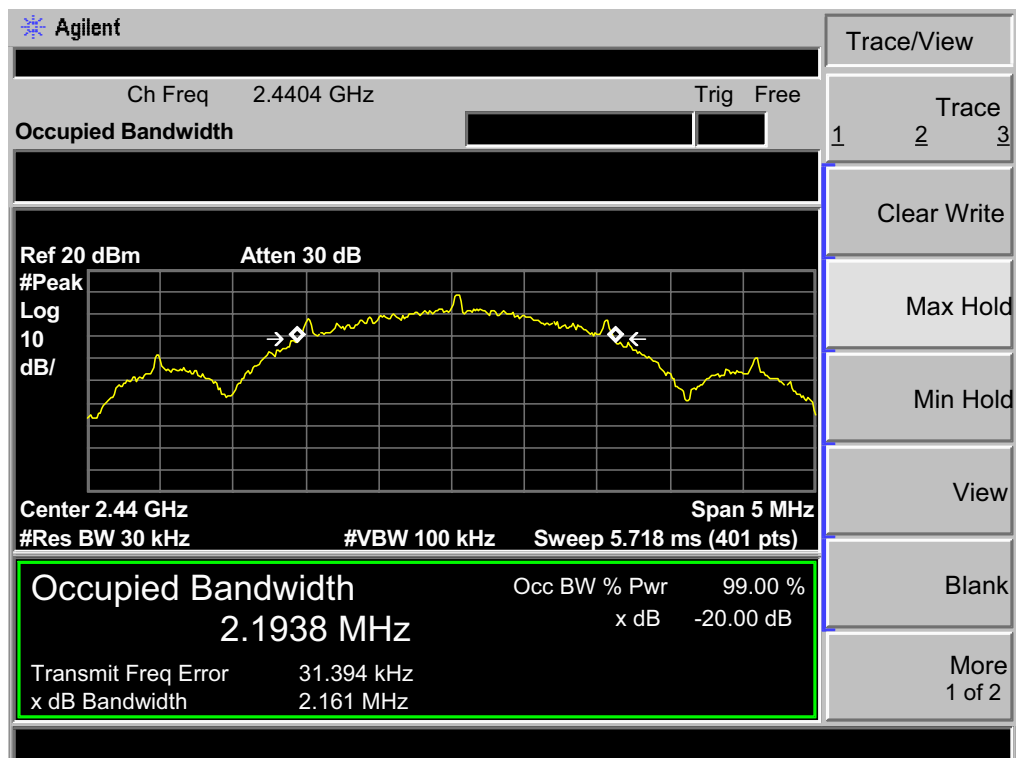 Agilent
Trace/View
Ch Freq 2.4404 GHz Trig Free
Occupied Bandwidth
Trace
1 2 3
Clear Write
Max Hold
Min Hold
View
Blank
More
1 of 2
Ref 20 dBm Atten 30 dB
#Peak
Log
10
dB/
Center 2.44 GHz Span 5 MHz
#Res BW 30 kHz #VBW 100 kHz Sweep 5.718 ms (401 pts)
Occupied Bandwidth
2.1938 MHz
Occ BW % Pwr 99.00 %
x dB -20.00 dB
Transmit Freq Error 31.394 kHz
x dB Bandwidth 2.161 MHz